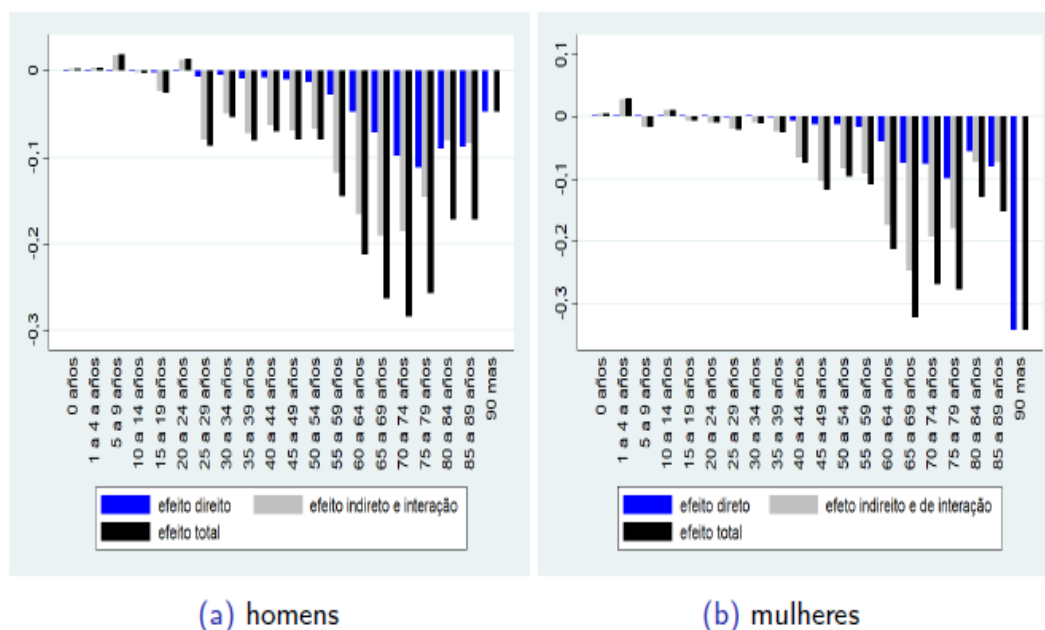 0
-0,1
-0,2
-0,3
0 años
1 a 4 a años
5 a 9 años
10 a 14 años
15 a 19 años
20 a 24 años
25 a 29 años
30 a 34 años
35 a 39 años
40 a 44 años
45 a 49 años
50 a 54 años
55 a 59 años
60 a 64 años
65 a 69 años
70 a 74 años
75 a 79 años
80 a 84 años
85 a 89 años
90 mas
efeito direito efeito indireto e interação
efeito total
(a) homens
0,1
0
-0,1
-0,2
-0,3
0 años
1 a 4 a años
5 a 9 años
10 a 14 años
15 a 19 años
20 a 24 años
25 a 29 años
30 a 34 años
35 a 39 años
40 a 44 años
45 a 49 años
50 a 54 años
55 a 59 años
60 a 64 años
65 a 69 años
70 a 74 años
75 a 79 años
80 a 84 años
85 a 89 años
90 mas
efeito direto efeto indireito e de interação
efeito total
(b) mulheres